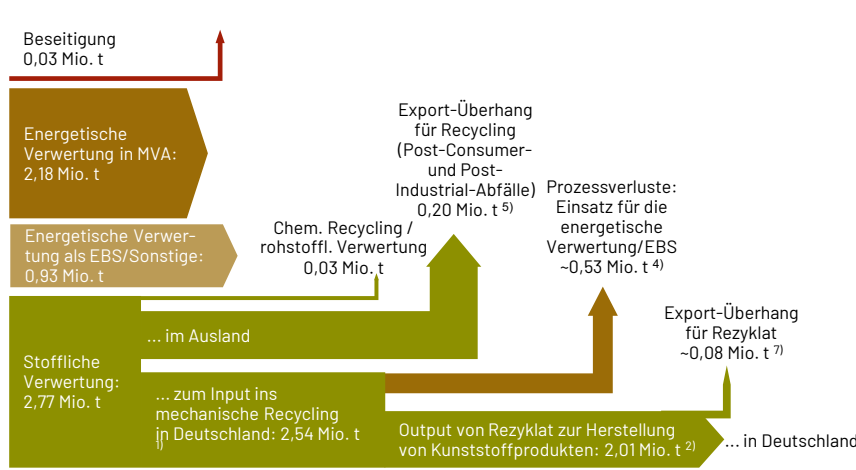 Beseitigung
0,03 Mio. t
Energetische
Verwertung in MVA:
2,18 Mio. t
Energetische Verwer-
tung als EBS/Sonstige:
0,93 Mio. t
Stoffliche
Verwertung:
2,77 Mio. t
Chem. Recycling /
rohstoffl. Verwertung
0,03 Mio. t
Export-Überhang
für Recycling
(Post-Consumer-
und Post-
Industrial-Abfälle)
0,20 Mio. t 5)
Prozessverluste:
Einsatz für die
energetische
Verwertung/EBS
~0,53 Mio. t 4)
Export-Überhang
für Rezyklat
~0,08 Mio. t 7)
... im Ausland
... zum Input ins
mechanische Recycling
in Deutschland: 2,54 Mio. t
1)
Output von Rezyklat zur Herstellung
von Kunststoffprodukten: 2,01 Mio. t 2)
... in Deutschland